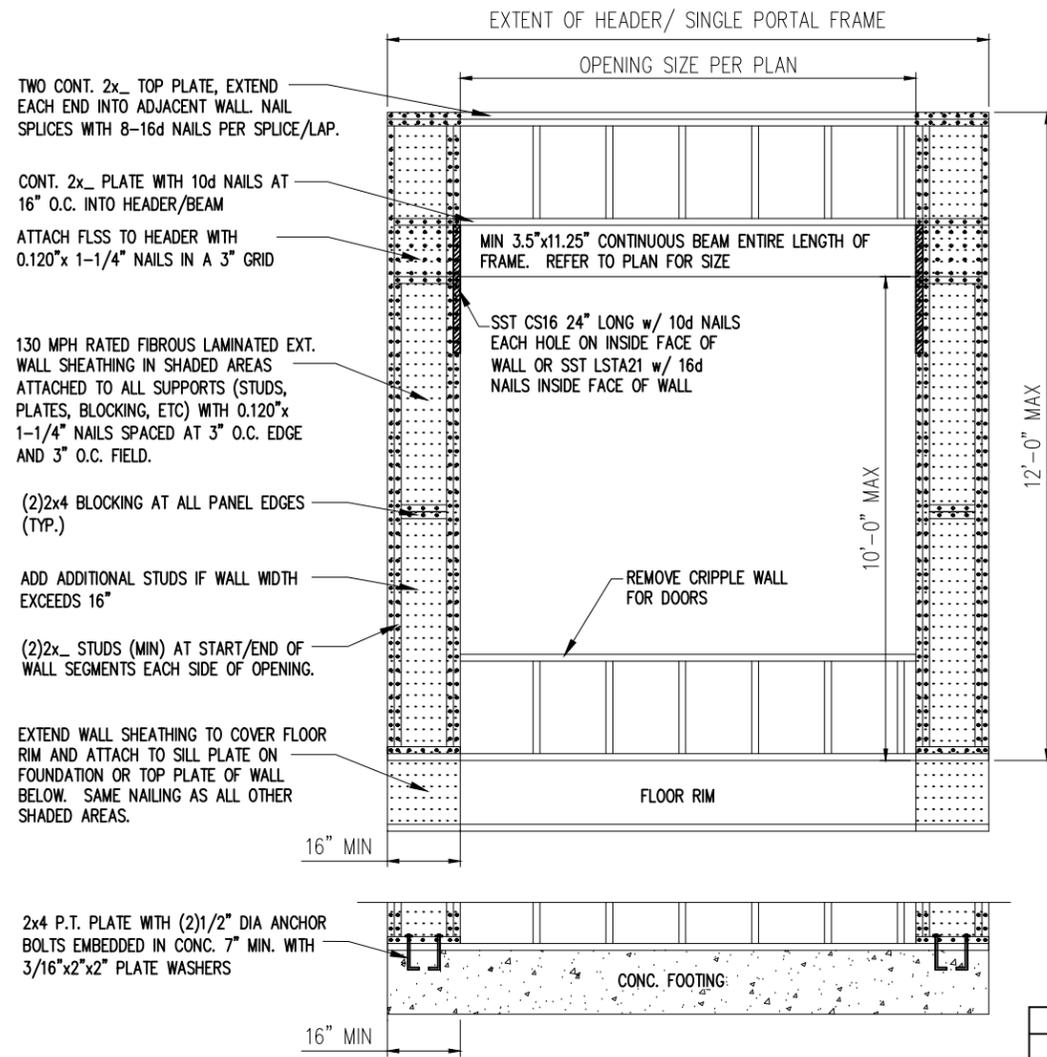 EXTENT OF HEADER/ SINGLE PORTAL FRAME
OPENING SIZE PER PLAN
TWO CONT. 2x_ TOP PLATE, EXTEND
EACH END INTO ADJACENT WALL. NAIL
SPLICES WITH 8-16d NAILS PER SPLICE/LAP.
CONT. 2x_ PLATE WITH 10d NAILS AT
16" O.C. INTO HEADER/BEAM
ATTACH FLSS TO HEADER WITH
0.120"x 1-1/4" NAILS IN A 3" GRID
MIN 3.5"x11.25" CONTINUOUS BEAM ENTIRE LENGTH OF
FRAME. REFER TO PLAN FOR SIZE
SST CS16 24" LONG w/ 10d NAILS
EACH HOLE ON INSIDE FACE OF
WALL OR SST LSTA21 w/ 16d
NAILS INSIDE FACE OF WALL
130 MPH RATED FIBROUS LAMINATED EXT.
WALL SHEATHING IN SHADED AREAS
ATTACHED TO ALL SUPPORTS (STUDS,
PLATES, BLOCKING, ETC) WITH 0.120"x
1-1/4" NAILS SPACED AT 3" O.C. EDGE
AND 3" O.C. FIELD.
12'-0" MAX
10'-0" MAX
(2)2x4 BLOCKING AT ALL PANEL EDGES
(TYP.)
ADD ADDITIONAL STUDS IF WALL WIDTH
EXCEEDS 16"
REMOVE CRIPPLE WALL
FOR DOORS
(2)2x_ STUDS (MIN) AT START/END OF
WALL SEGMENTS EACH SIDE OF OPENING.
EXTEND WALL SHEATHING TO COVER FLOOR
RIM AND ATTACH TO SILL PLATE ON
FOUNDATION OR TOP PLATE OF WALL
BELOW. SAME NAILING AS ALL OTHER
SHADED AREAS.
FLOOR RIM
16" MIN
2x4 P.T. PLATE WITH (2)1/2" DIA ANCHOR
BOLTS EMBEDDED IN CONC. 7" MIN. WITH
3/16"x2"x2" PLATE WASHERS
CONC. FOOTING
16" MIN